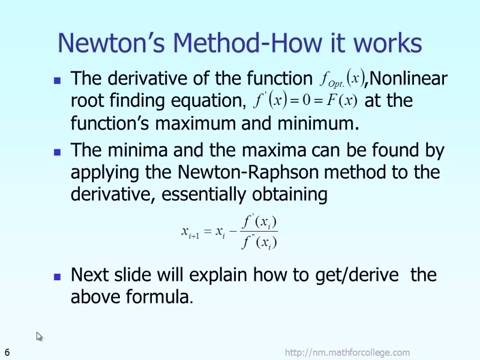 Newton's Method-How it works
The derivative of the function f_Opt.(x),Nonlinear
root finding equation, f'(x)=0=F(x) at the
function's maximum and minimum.
The minima and the maxima can be found by
applying the Newton-Raphson method to the
derivative, essentially obtaining
x_{i+1} = x_i - f'(x_i) / f"(x_i)
Next slide will explain how to get/derive the
above formula.
6
http://nm.mathforcollege.com